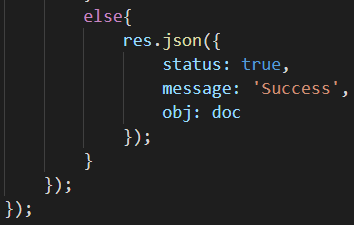 else{
res.json({
status: true,
message: 'Success',
obj: doc
});
}
});
});